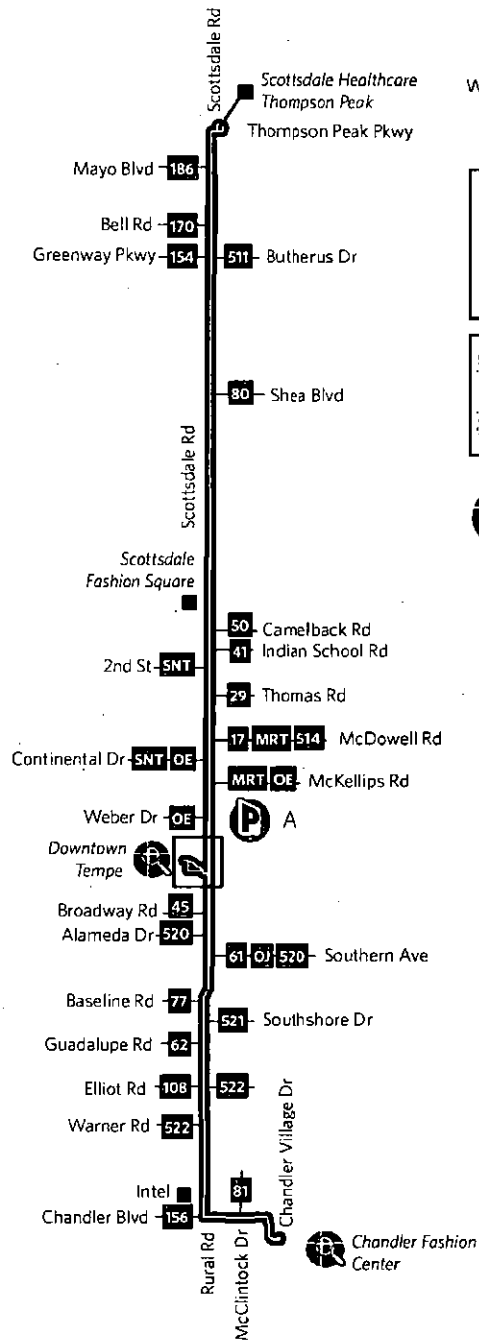 Scottsdale Rd
Scottsdale Healthcare
Thompson Peak
W
Thompson Peak Pkwy
Mayo Blvd 186
Bell Rd 170
Greenway Pkwy 154 511 Butherus Dr
80 Shea Blvd
Scottsdale Rd
Scottsdale
Fashion Square
50 Camelback Rd
41 Indian School Rd
2nd St SNT
29 Thomas Rd
17 MRT 514 McDowell Rd
Continental Dr SNT OE
MRT OE McKellips Rd
Weber Dr OE
P A
Downtown
Tempe
Broadway Rd 45
Alameda Dr 520
61 OJ 520 Southern Ave
Baseline Rd 77
521 Southshore Dr
Guadalupe Rd 62
Elliot Rd 108 522
Warner Rd 522
Chandler Village Dr
Intel
81
Chandler Blvd 156
Rural Rd
McClintock Dr
Chandler Fashion
Center